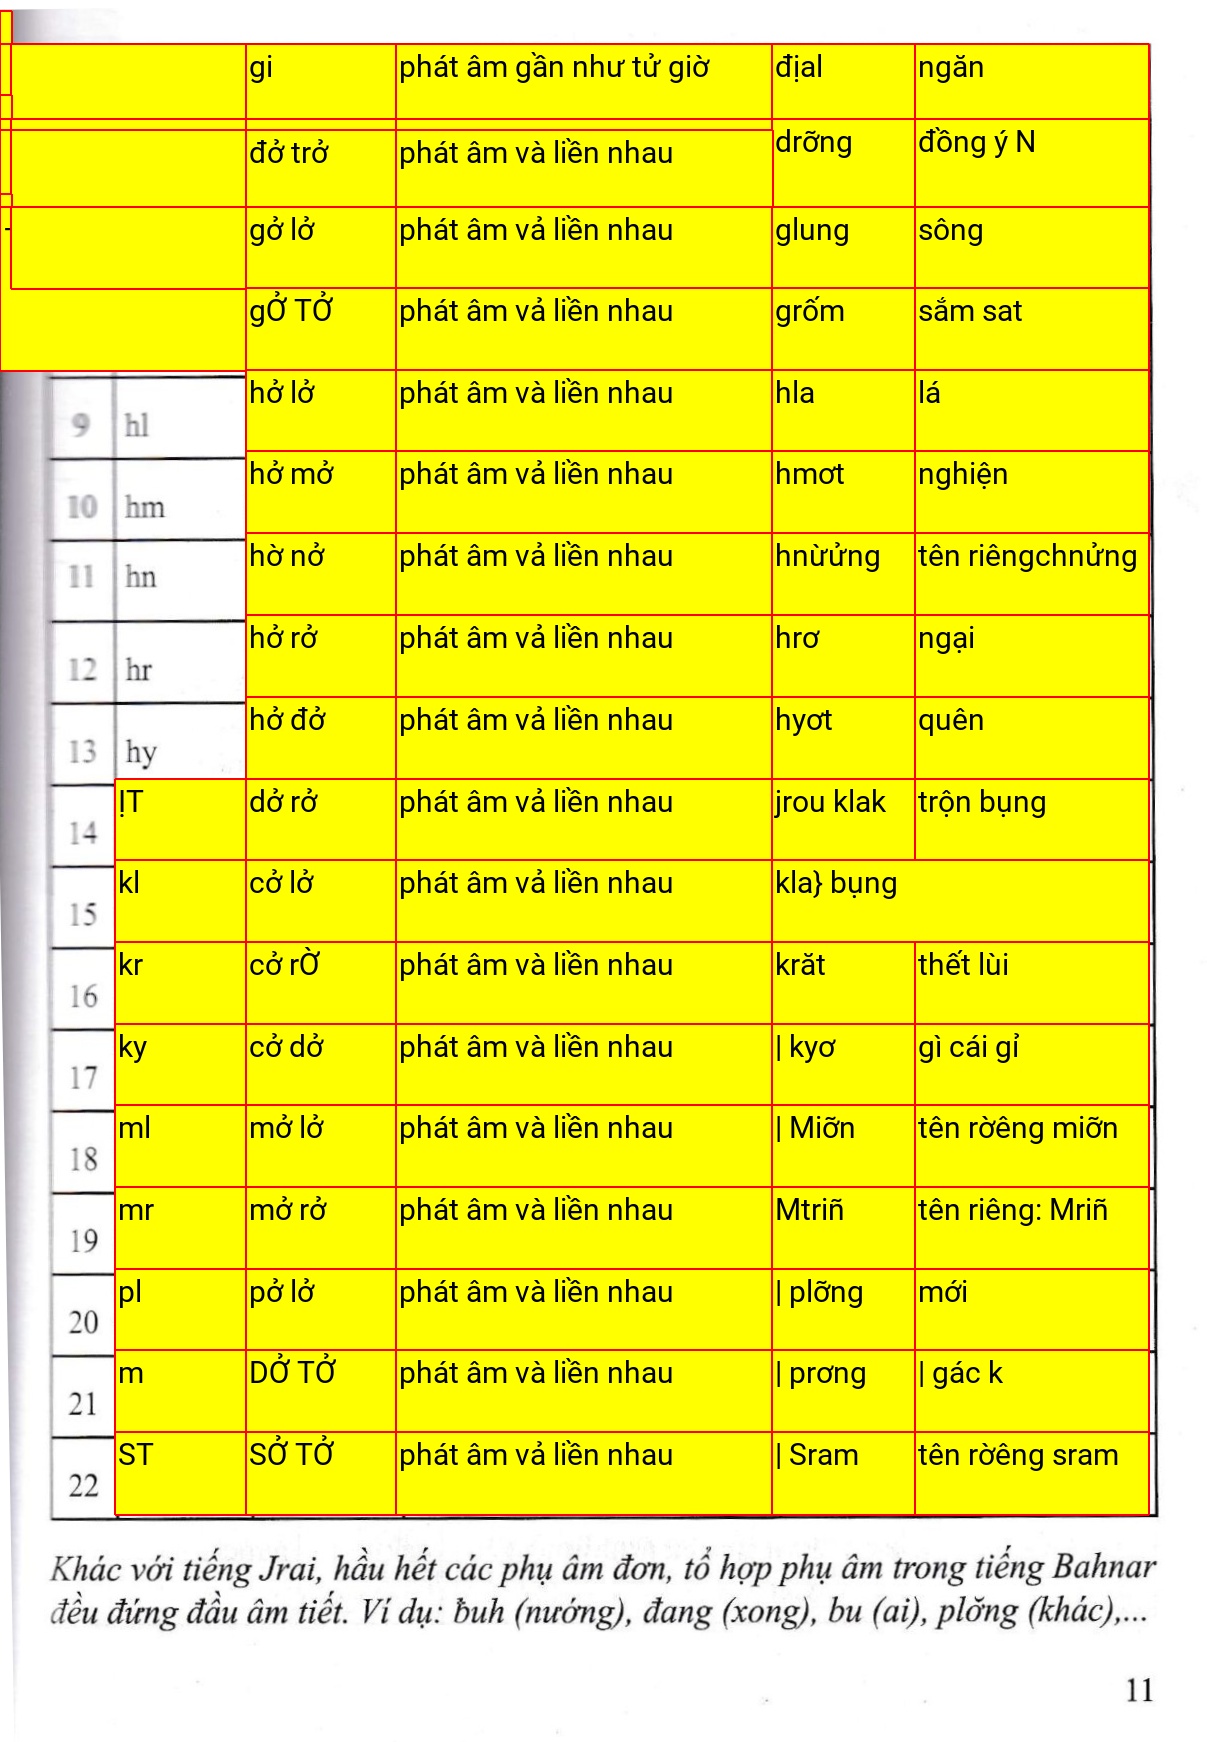 gi phát âm gần như tử giờ địal ngăn
đở trở phát âm và liền nhau drỡng đồng ý N
gở lở phát âm vả liền nhau glung sông
gỞ TỞ phát âm vả liền nhau grốm sắm sat
9 hl hở lở phát âm và liền nhau hla lá
10 hm hở mở phát âm vả liền nhau hmơt nghiện
11 hn hờ nở phát âm vả liền nhau hnừửng tên riêngchnửng
12 hr hở rở phát âm vả liền nhau hrơ ngại
13 hy hở đở phát âm vả liền nhau hyơt quên
14 ỊT dở rở phát âm vả liền nhau jrou klak trộn bụng
15 kl cở lở phát âm vả liền nhau kla} bụng
16 kr cở rỜ phát âm và liền nhau krăt thết lùi
17 ky cở dở phát âm và liền nhau | kyơ gì cái gỉ
18 ml mở lở phát âm và liền nhau | Miỡn tên rờêng miỡn
19 mr mở rở phát âm và liền nhau Mtriñ tên riêng: Mriñ
20 pl pở lở phát âm và liền nhau | plỡng mới
21 m DỞ TỞ phát âm và liền nhau | prơng | gác k
22 ST SỞ TỞ phát âm vả liền nhau | Sram tên rờêng sram
Khác với tiếng Jrai, hầu hết các phụ âm đơn, tổ hợp phụ âm trong tiếng Bahnar
đều đứng đầu âm tiết. Ví dụ: ƀuh (nướng), đang (xong), bu (ai), plơ̆ng (khác),...
11